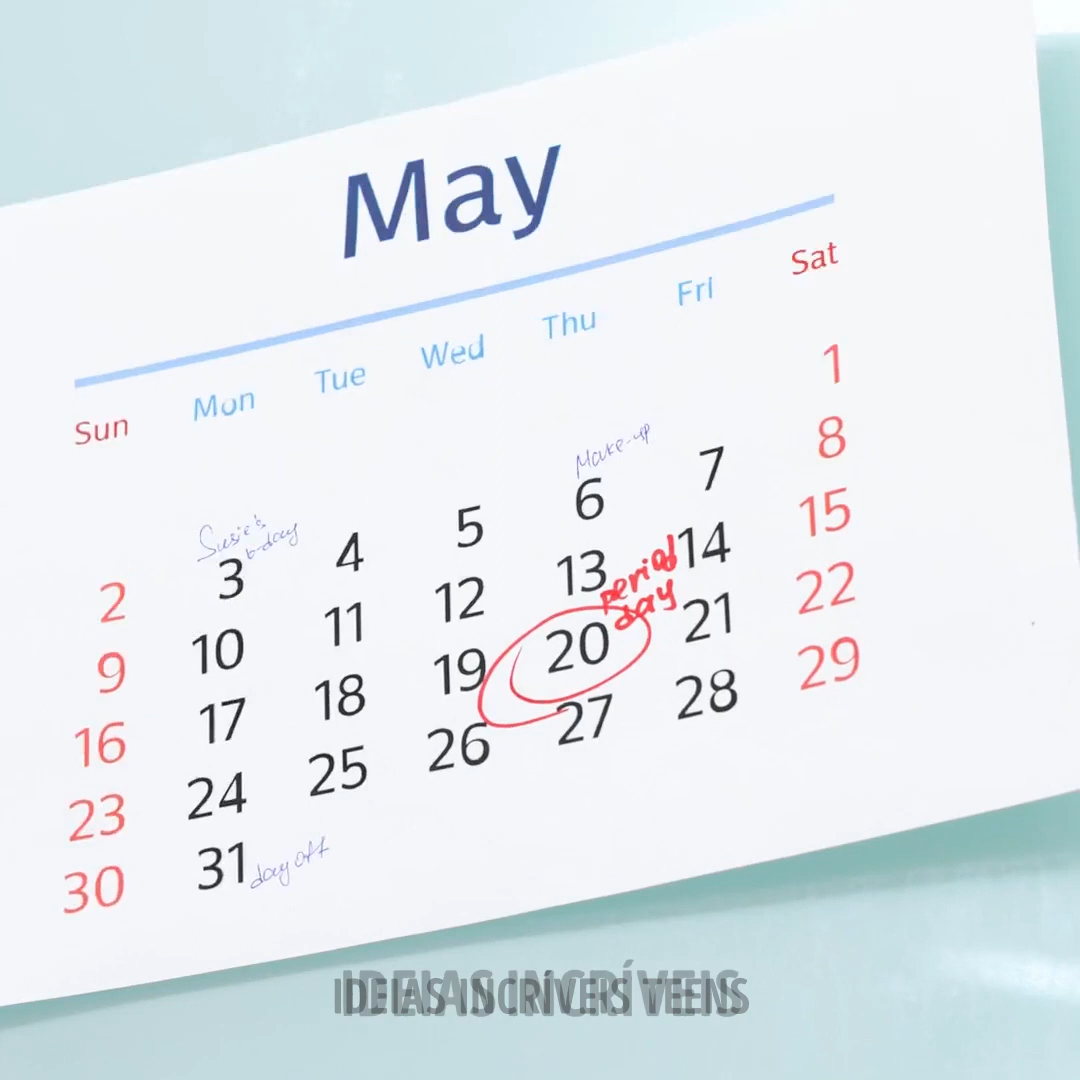 May
Sun Mon Tue Wed Thu Fri Sat
1
Susie's
b-day
Make-up
2 3 4 5 6 7 8
period
day
9 10 11 12 13 14 15
16 17 18 19 20 21 22
23 24 25 26 27 28 29
30 31 day off
IDEIAS INCRÍVEIS TEENS